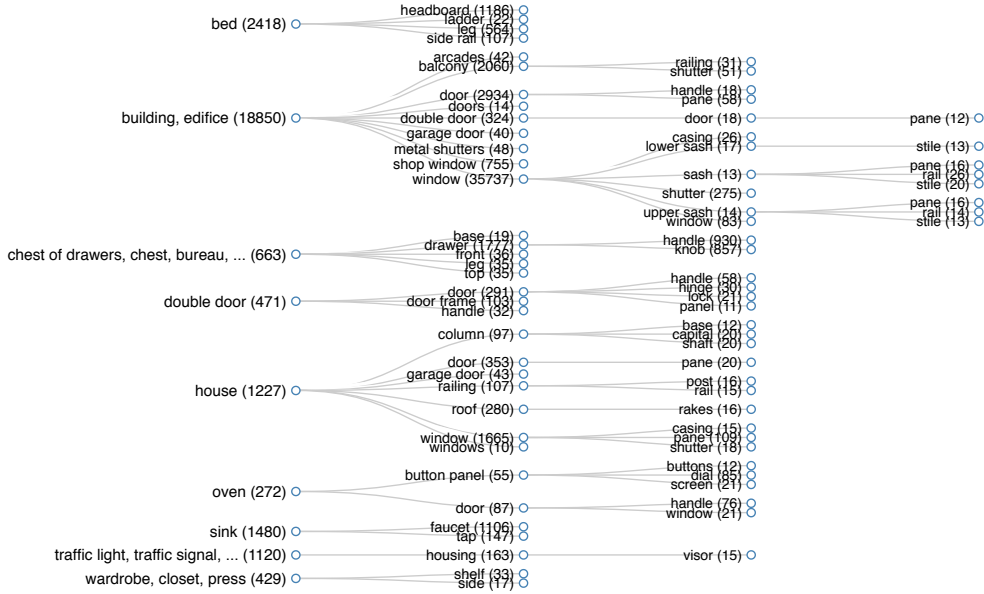 bed (2418)
headboard (1186)
ladder (22)
leg (564)
side rail (107)
building, edifice (18850)
arcades (42)
balcony (2060)
railing (31)
shutter (51)
door (2934)
handle (18)
pane (58)
doors (14)
double door (324)
door (18)
pane (12)
garage door (40)
metal shutters (48)
shop window (755)
window (35737)
casing (26)
lower sash (17)
stile (13)
sash (13)
pane (16)
rail (26)
stile (20)
shutter (275)
upper sash (14)
pane (16)
rail (14)
stile (13)
window (83)
chest of drawers, chest, bureau, ... (663)
base (19)
drawer (1777)
handle (930)
knob (857)
front (36)
leg (35)
top (35)
double door (471)
door (291)
handle (58)
hinge (30)
lock (21)
panel (11)
door frame (103)
handle (32)
house (1227)
column (97)
base (12)
capital (20)
shaft (20)
door (353)
pane (20)
garage door (43)
railing (107)
post (16)
rail (15)
roof (280)
rakes (16)
window (1665)
casing (15)
pane (109)
shutter (18)
windows (10)
oven (272)
button panel (55)
buttons (12)
dial (85)
screen (21)
door (87)
handle (76)
window (21)
sink (1480)
faucet (1106)
tap (147)
traffic light, traffic signal, ... (1120)
housing (163)
visor (15)
wardrobe, closet, press (429)
shelf (33)
side (17)